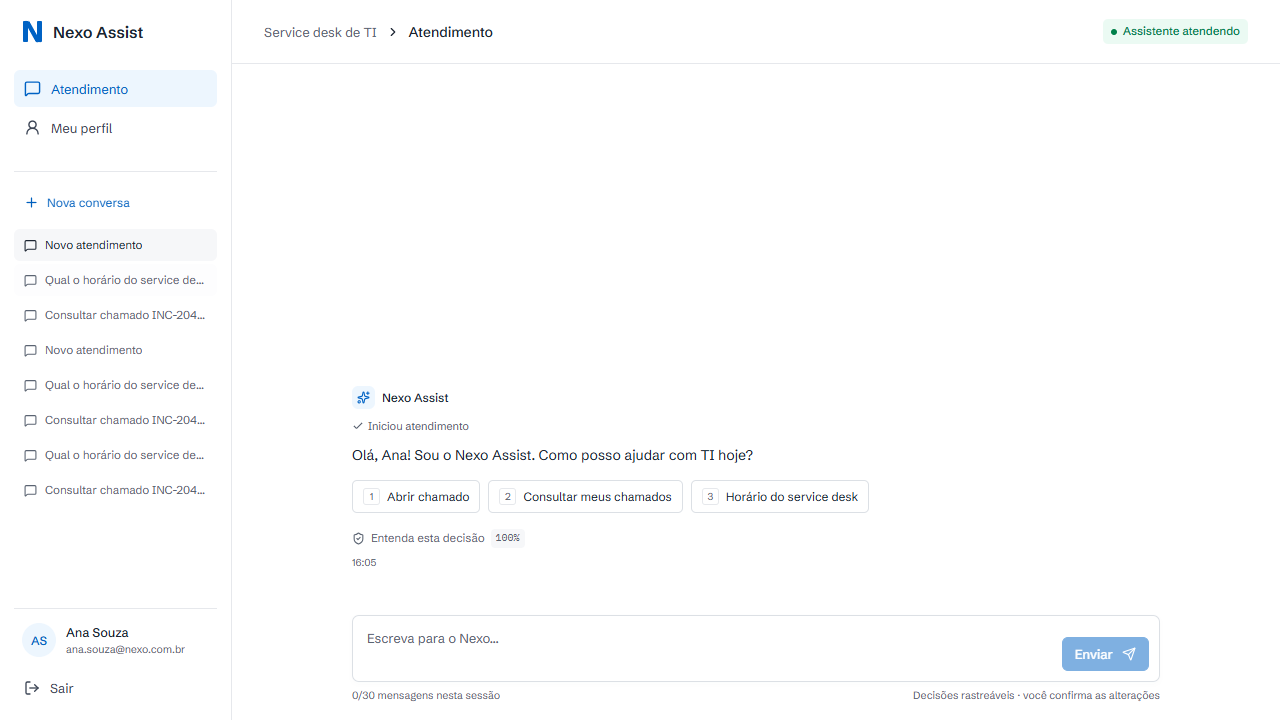 Nexo Assist
Atendimento
Meu perfil
Nova conversa
Novo atendimento
Qual o horário do service de...
Consultar chamado INC-204...
Novo atendimento
Qual o horário do service de...
Consultar chamado INC-204...
Qual o horário do service de...
Consultar chamado INC-204...
AS
Ana Souza
ana.souza@nexo.com.br
Sair
Service desk de TI > Atendimento
Assistente atendendo
Nexo Assist
Iniciou atendimento
Olá, Ana! Sou o Nexo Assist. Como posso ajudar com TI hoje?
1 Abrir chamado
2 Consultar meus chamados
3 Horário do service desk
Entenda esta decisão 100%
16:05
Escreva para o Nexo...
Enviar
0/30 mensagens nesta sessão
Decisões rastreáveis · você confirma as alterações